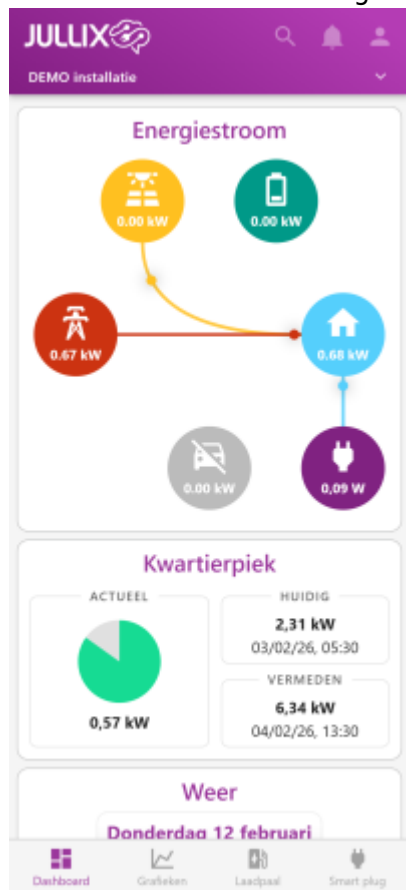 JULLIX
DEMO installatie
Energiestroom
0.00 kW
0.00 kW
0.67 kW
0.68 kW
0.00 kW
0,09 W
Kwartierpiek
ACTUEEL
0,57 kW
HUIDIG
2,31 kW
03/02/26, 05:30
VERMEDEN
6,34 kW
04/02/26, 13:30
Weer
Donderdag 12 februari
Dashboard
Grafieken
Laadpaal
Smart plug